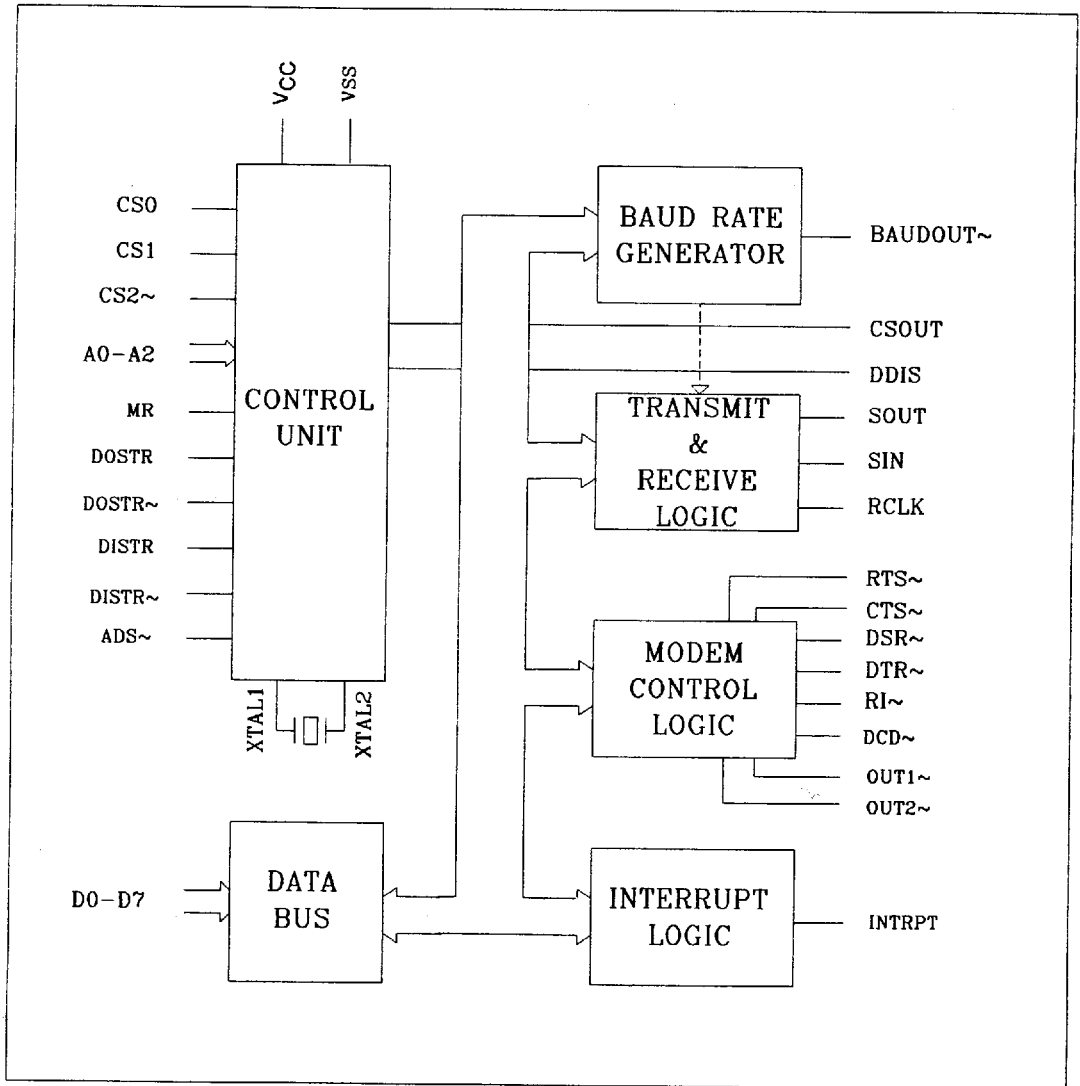 VCC
VSS
CS0
CS1
CS2~
A0-A2
MR
DOSTR
DOSTR~
DISTR
DISTR~
ADS~
CONTROL
UNIT
XTAL1
XTAL2
D0-D7
DATA
BUS
BAUD RATE
GENERATOR
BAUDOUT~
CSOUT
DDIS
TRANSMIT
&
RECEIVE
LOGIC
SOUT
SIN
RCLK
MODEM
CONTROL
LOGIC
RTS~
CTS~
DSR~
DTR~
RI~
DCD~
OUT1~
OUT2~
INTERRUPT
LOGIC
INTRPT